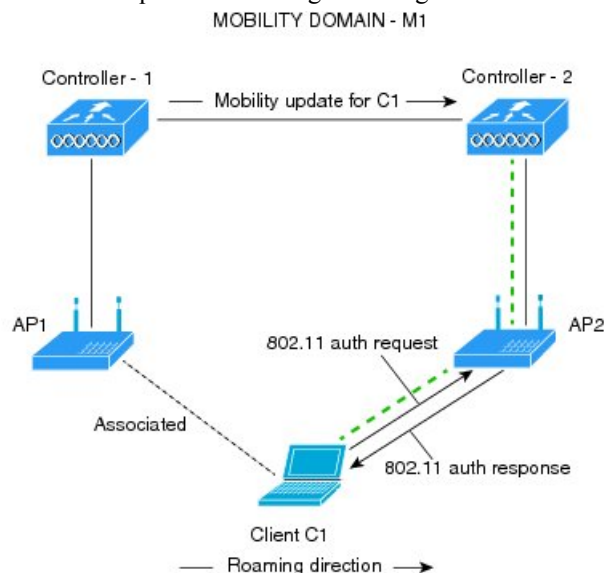 MOBILITY DOMAIN - M1
Controller - 1
Controller - 2
Mobility update for C1
AP1
AP2
802.11 auth request
Associated
802.11 auth response
Client C1
Roaming direction